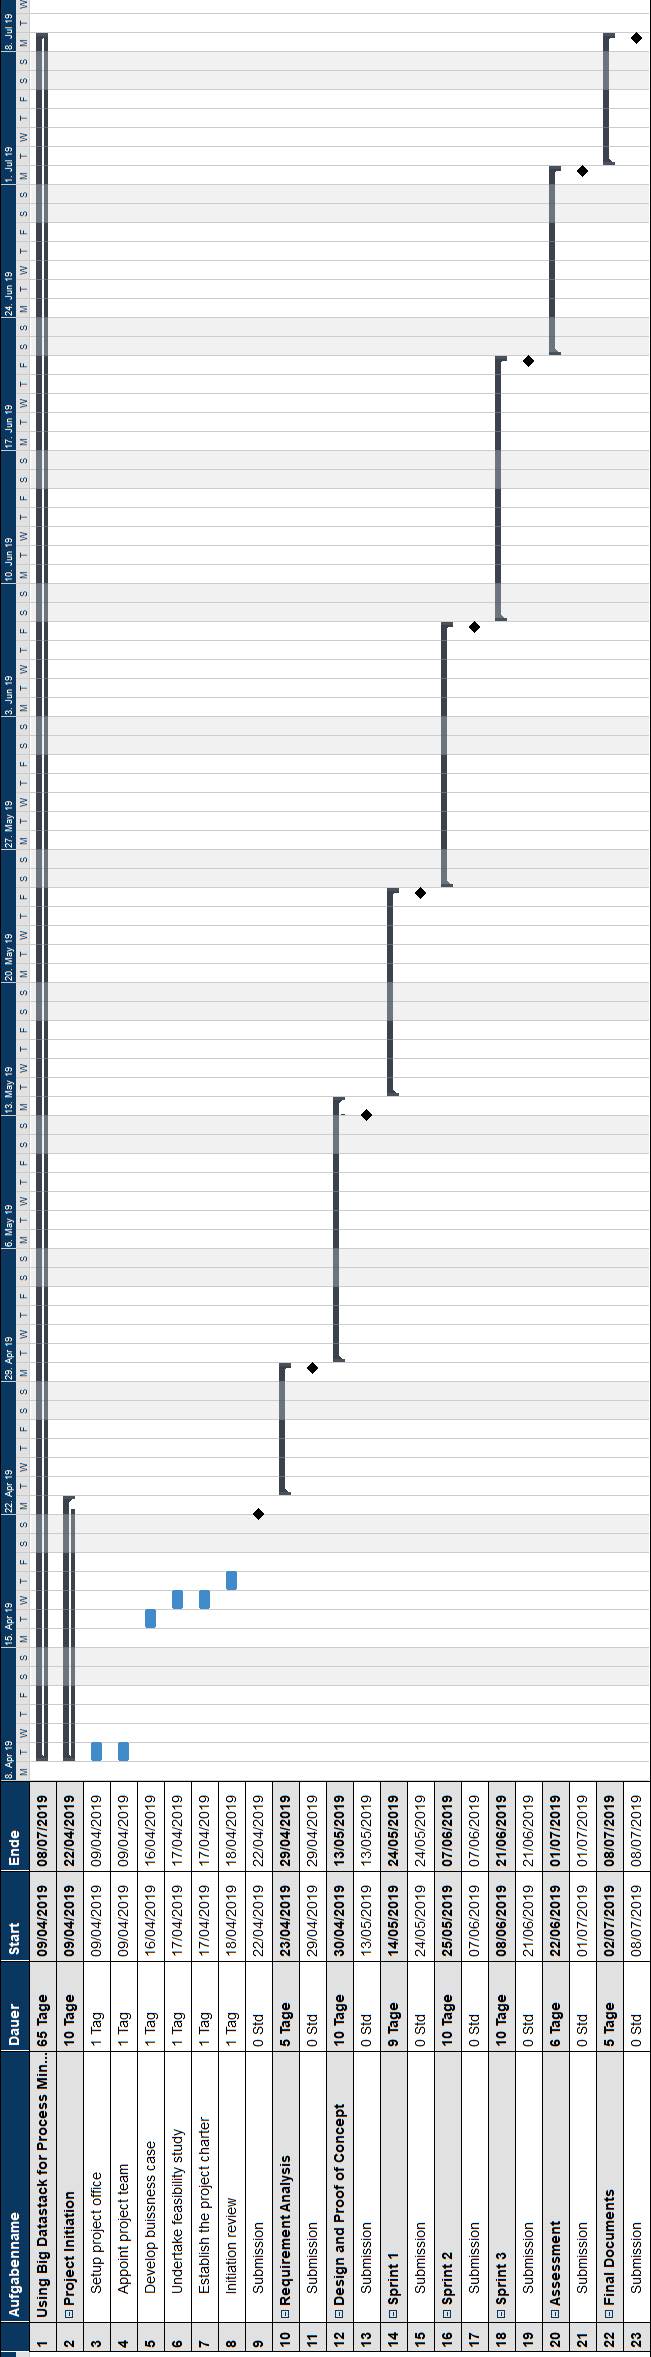 Aufgabenname Dauer Start Ende 8. Apr 19 15. Apr 19 22. Apr 19 29. Apr 19 6. May 19 13. May 19 20. May 19 27. May 19 3. Jun 19 10. Jun 19 17. Jun 19 24. Jun 19 1. Jul 19 8. Jul 19
M T W T F S S M T W T F S S M T W T F S S M T W T F S S M T W T F S S M T W T F S S M T W T F S S M T W T F S S M T W T F S S M T W T F S S M T W T F S S M T W T F S S M T W T F S S M T W
1 Using Big Datastack for Process Min... 65 Tage 09/04/2019 08/07/2019
2 Project Initiation 10 Tage 09/04/2019 22/04/2019
3 Setup project office 1 Tag 09/04/2019 09/04/2019
4 Appoint project team 1 Tag 09/04/2019 09/04/2019
5 Develop buissness case 1 Tag 16/04/2019 16/04/2019
6 Undertake feasibility study 1 Tag 17/04/2019 17/04/2019
7 Establish the project charter 1 Tag 17/04/2019 17/04/2019
8 Initiation review 1 Tag 18/04/2019 18/04/2019
9 Submission 0 Std 22/04/2019 22/04/2019
10 Requirement Analysis 5 Tage 23/04/2019 29/04/2019
11 Submission 0 Std 29/04/2019 29/04/2019
12 Design and Proof of Concept 10 Tage 30/04/2019 13/05/2019
13 Submission 0 Std 13/05/2019 13/05/2019
14 Sprint 1 9 Tage 14/05/2019 24/05/2019
15 Submission 0 Std 24/05/2019 24/05/2019
16 Sprint 2 10 Tage 25/05/2019 07/06/2019
17 Submission 0 Std 07/06/2019 07/06/2019
18 Sprint 3 10 Tage 08/06/2019 21/06/2019
19 Submission 0 Std 21/06/2019 21/06/2019
20 Assessment 6 Tage 22/06/2019 01/07/2019
21 Submission 0 Std 01/07/2019 01/07/2019
22 Final Documents 5 Tage 02/07/2019 08/07/2019
23 Submission 0 Std 08/07/2019 08/07/2019